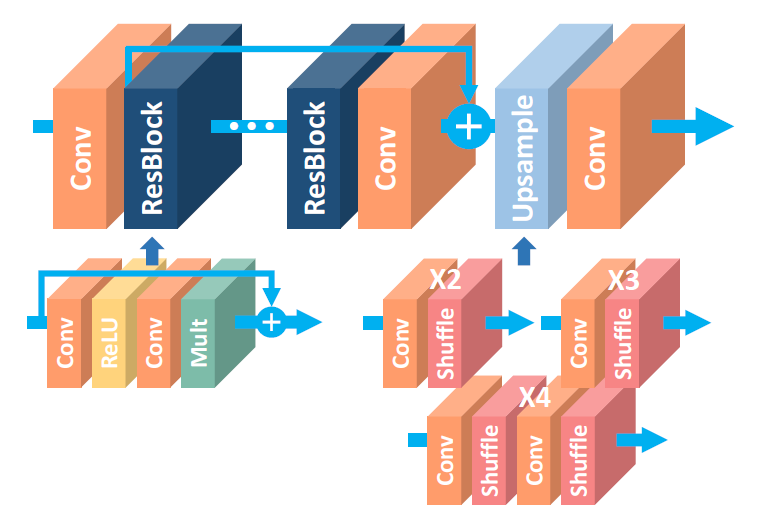 Conv
ResBlock
ResBlock
Conv
Upsample
Conv
Conv
ReLU
Conv
Mult
X2
Conv
Shuffle
X3
Conv
Shuffle
X4
Conv
Shuffle
Conv
Shuffle